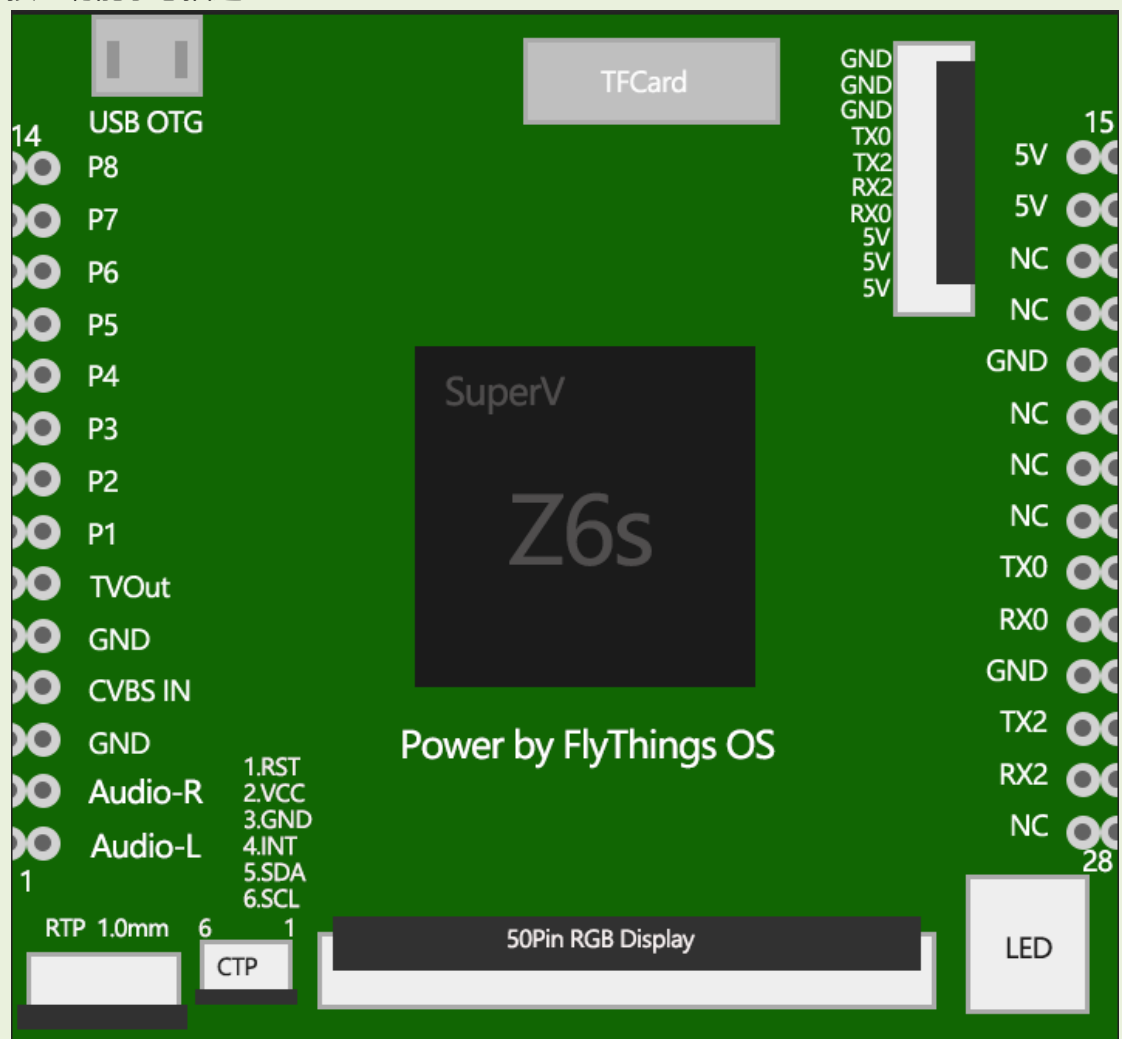 USB OTG
TFCard
14
P8
P7
P6
P5
P4
P3
P2
P1
TVOut
GND
CVBS IN
GND
Audio-R
Audio-L
1
GND
GND
GND
TX0
TX2
RX2
RX0
5V
5V
5V
15
5V
5V
NC
NC
GND
NC
NC
NC
TX0
RX0
GND
TX2
RX2
NC
28
SuperV
Z6s
Power by FlyThings OS
1.RST
2.VCC
3.GND
4.INT
5.SDA
6.SCL
RTP 1.0mm
6 1
CTP
50Pin RGB Display
LED